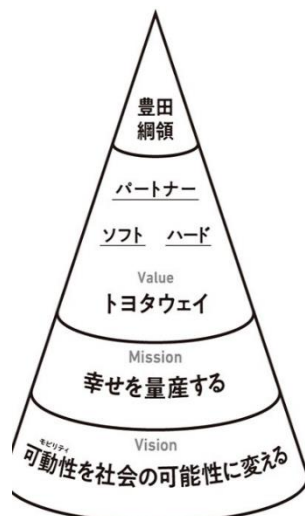 豊田
綱領
パートナー
ソフト ハード
Value
トヨタウェイ
Mission
幸せを量産する
Vision
モビリティ
可動性を社会の可能性に変える